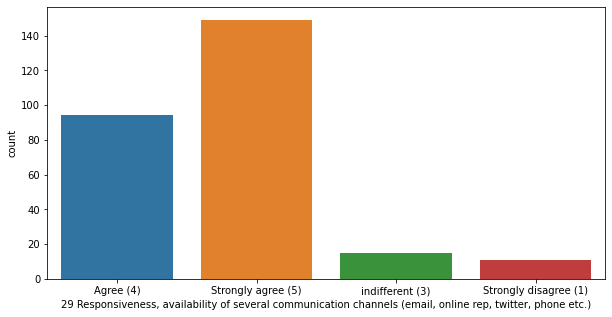 140
120
100
80
60
40
20
0
count
Agree (4)
Strongly agree (5)
indifferent (3)
Strongly disagree (1)
29 Responsiveness, availability of several communication channels (email, online rep, twitter, phone etc.)